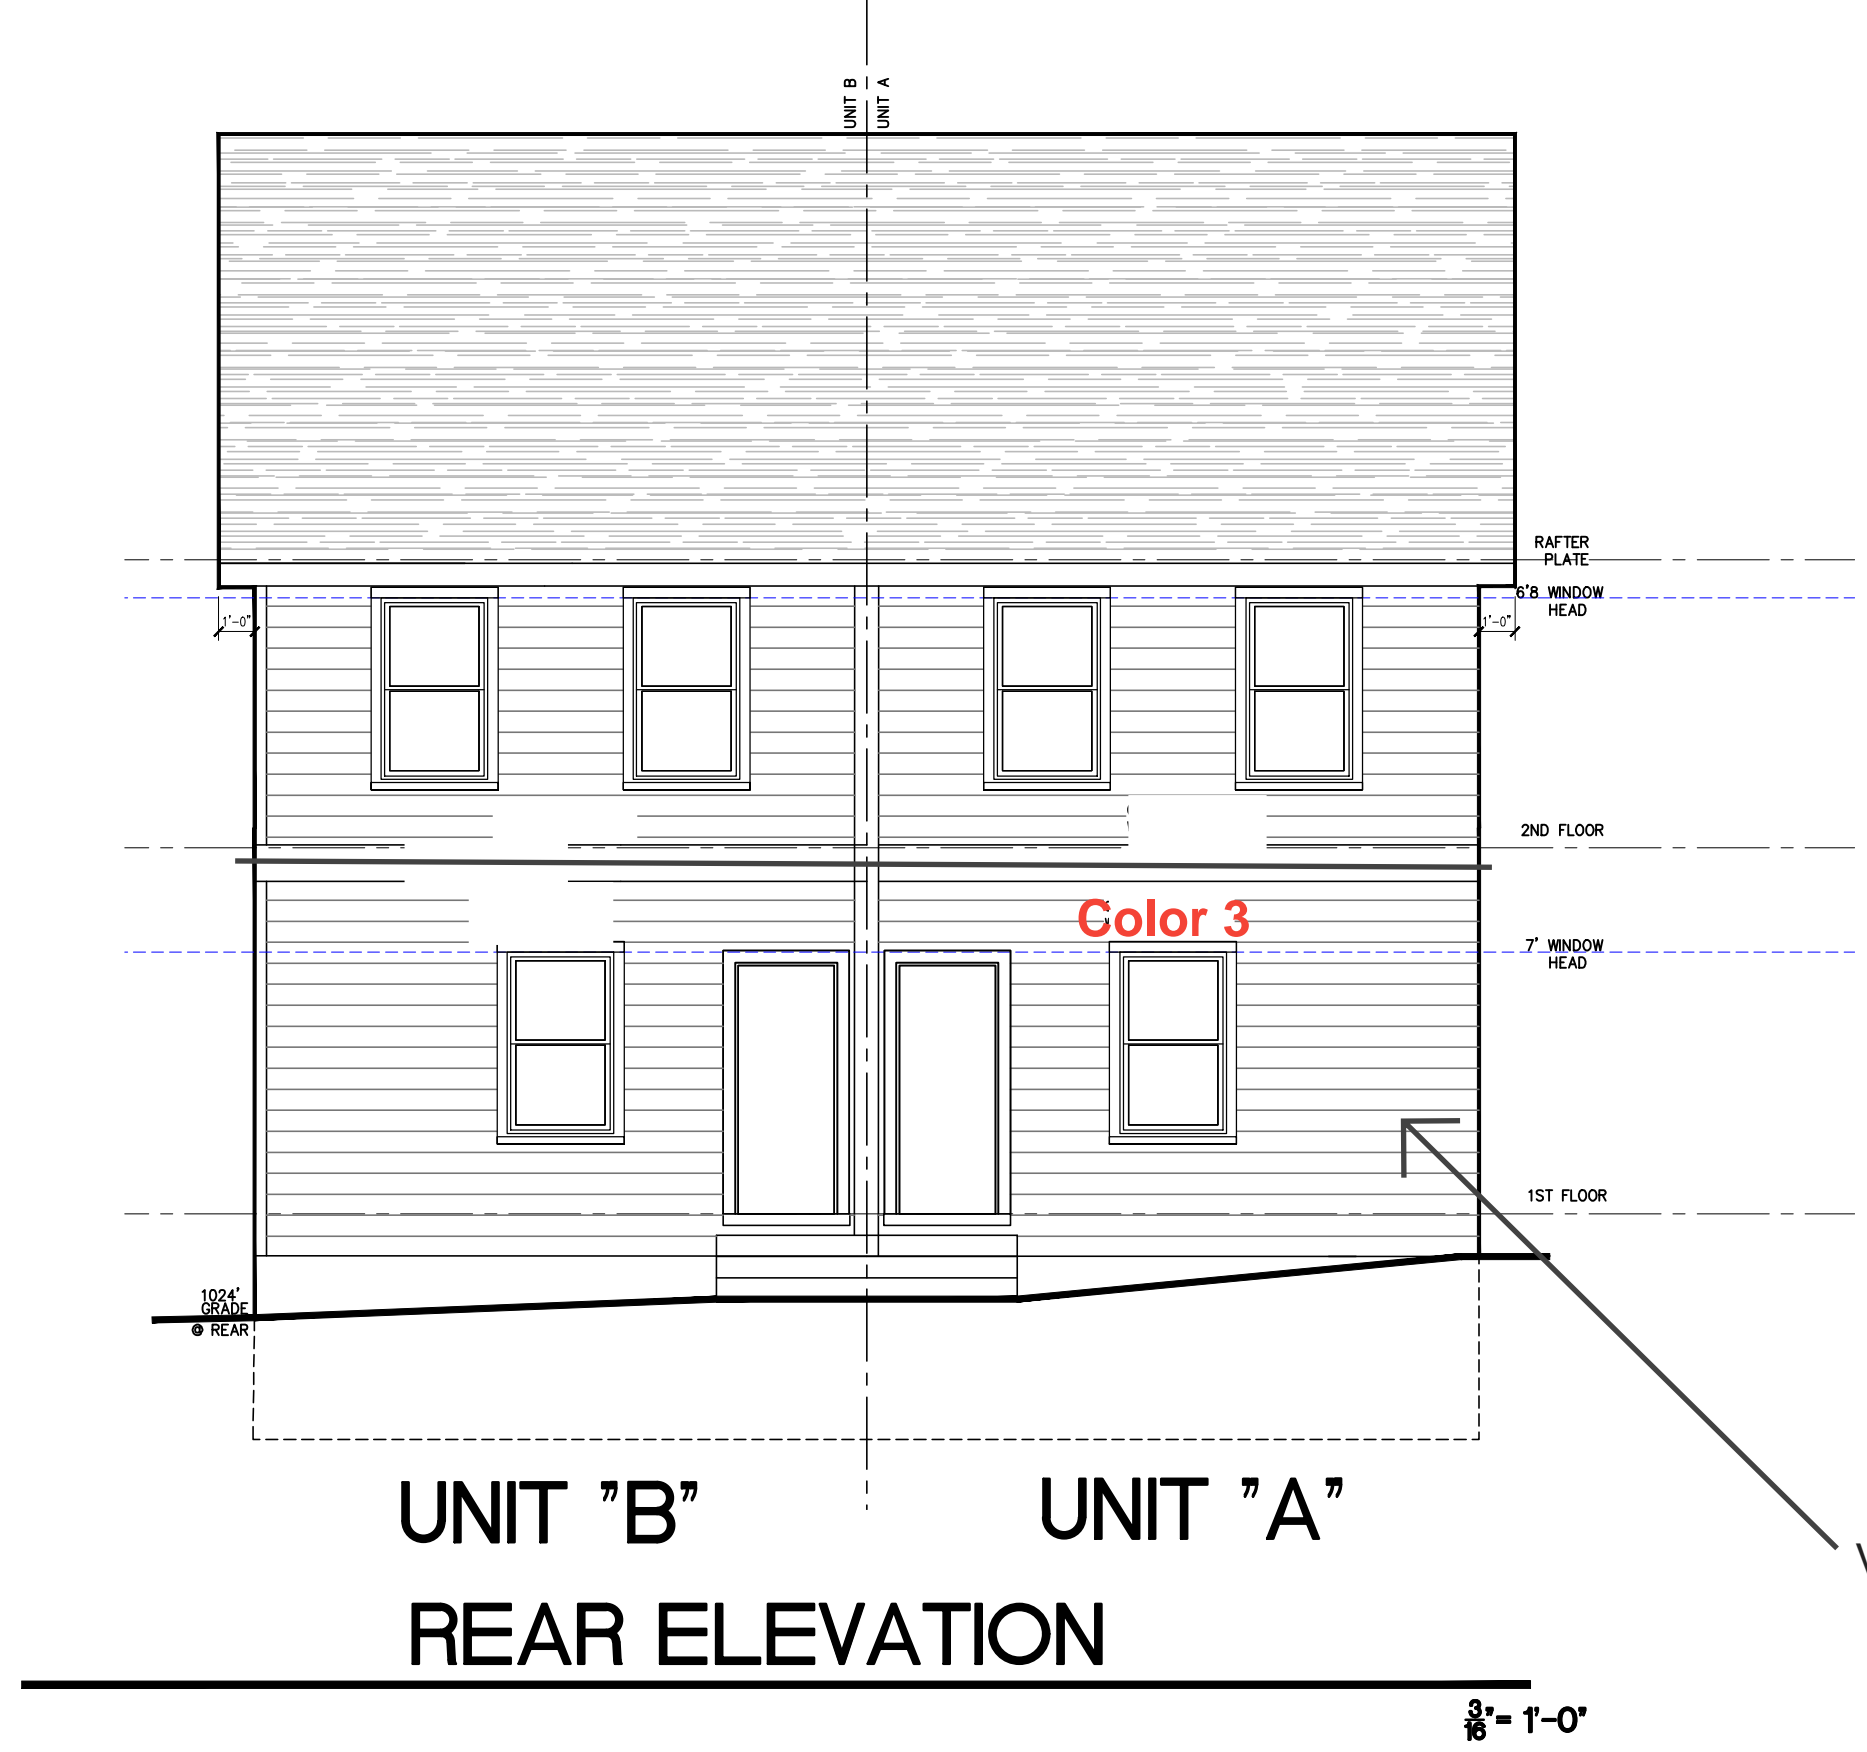 UNIT B
UNIT A
RAFTER
PLATE
6'8 WINDOW
HEAD
1'-0"
1'-0"
2ND FLOOR
Color 3
7' WINDOW
HEAD
1ST FLOOR
1024'
GRADE
@ REAR
UNIT "B"
UNIT "A"
REAR ELEVATION
3/16"= 1'-0"